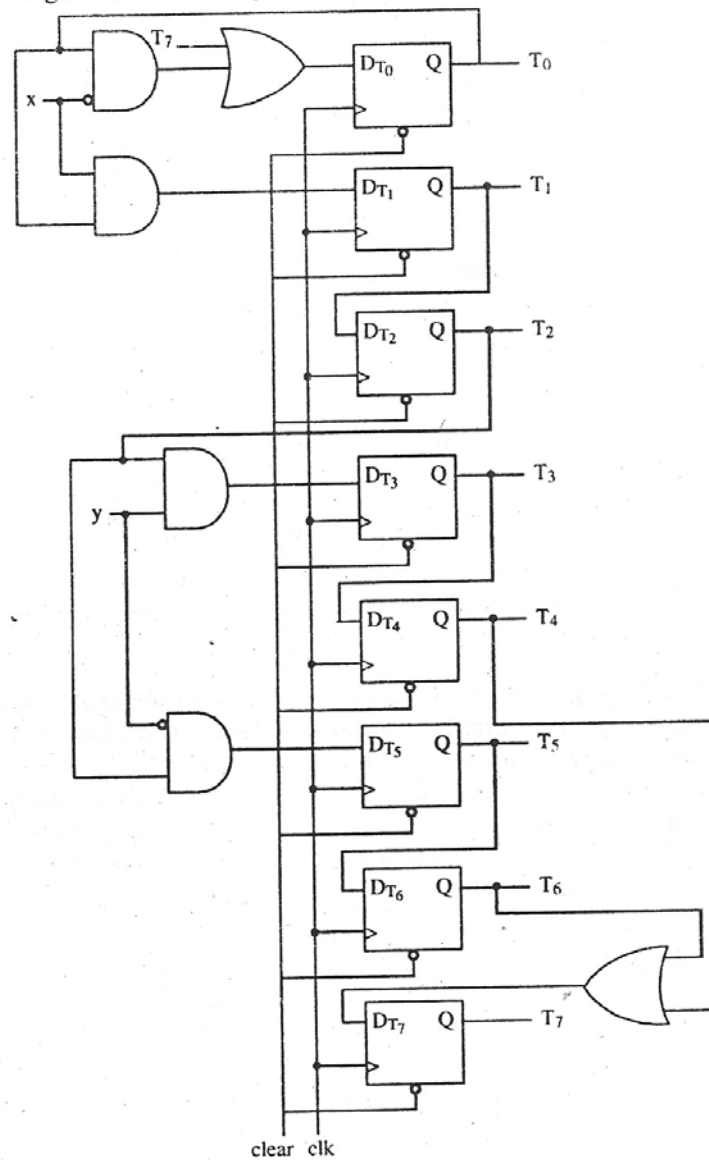 T7
DT0 Q T0
x
DT1 Q T1
DT2 Q T2
DT3 Q T3
y
DT4 Q T4
DT5 Q T5
DT6 Q T6
DT7 Q T7
clear clk